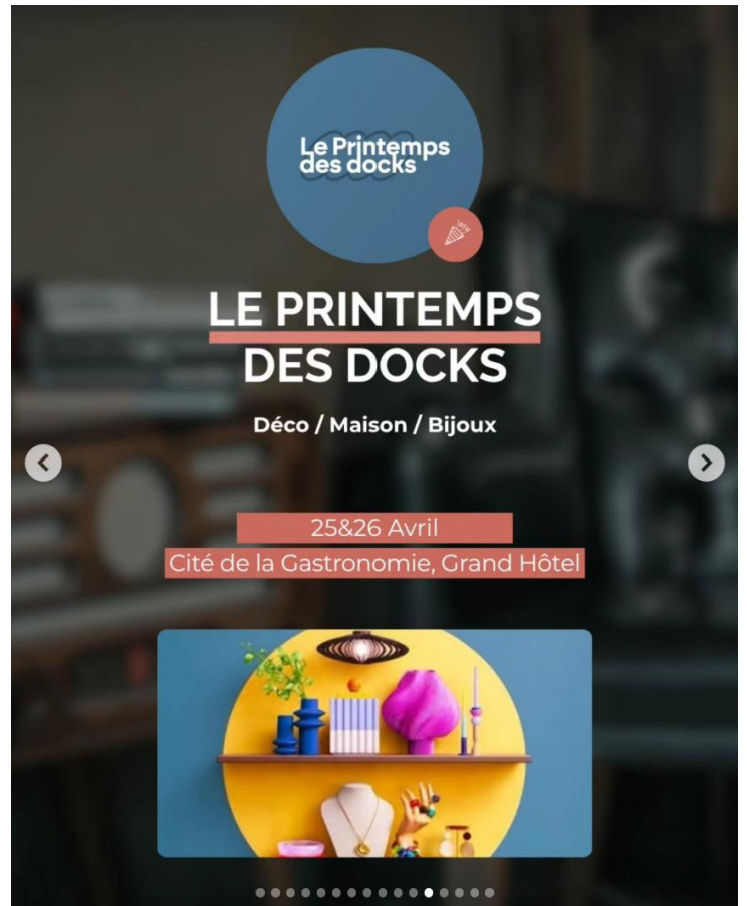 Le Printemps
des docks
LE PRINTEMPS
DES DOCKS
Déco / Maison / Bijoux
25&26 Avril
Cité de la Gastronomie, Grand Hôtel